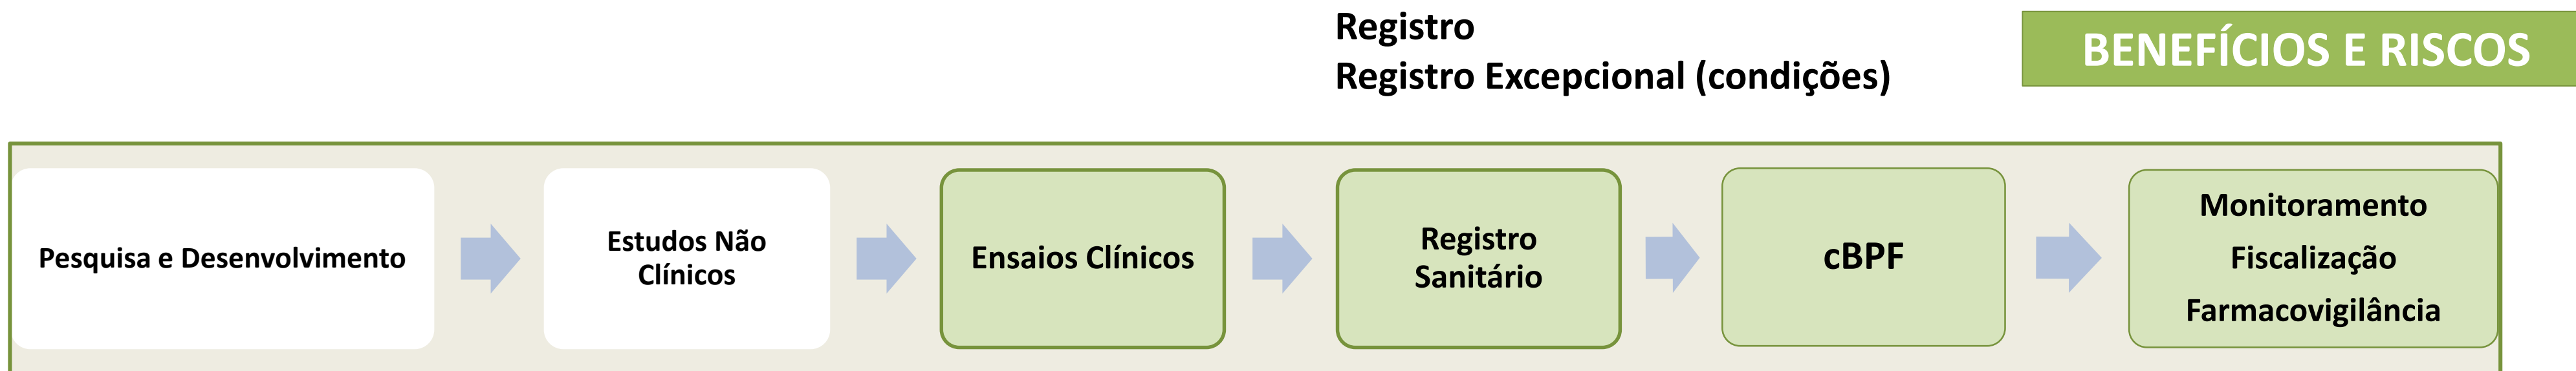 Registro
Registro Excepcional (condições)
BENEFÍCIOS E RISCOS
Pesquisa e Desenvolvimento
Estudos Não
Clínicos
Ensaios Clínicos
Registro
Sanitário
cBPF
Monitoramento
Fiscalização
Farmacovigilância